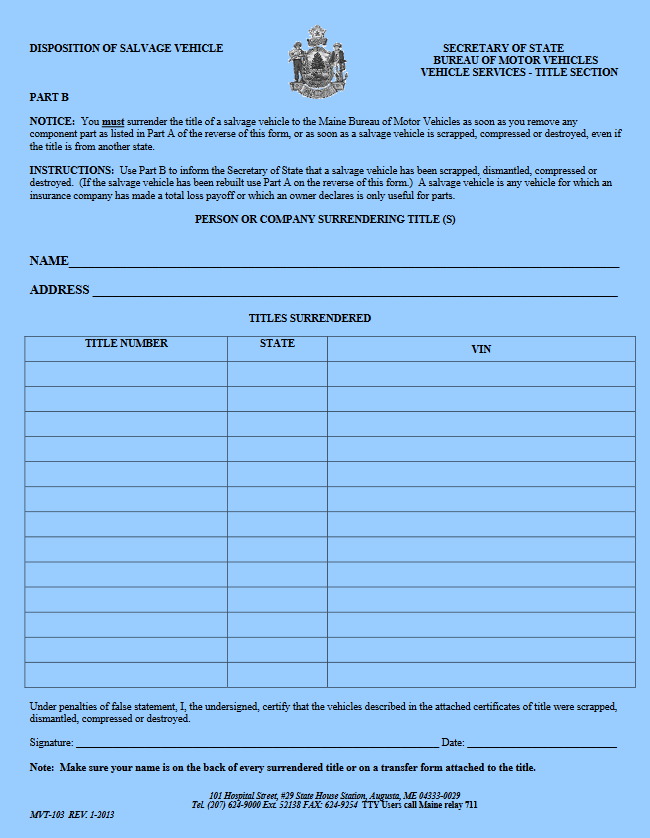 DISPOSITION OF SALVAGE VEHICLE
SECRETARY OF STATE
BUREAU OF MOTOR VEHICLES
VEHICLE SERVICES - TITLE SECTION
PART B
NOTICE: You must surrender the title of a salvage vehicle to the Maine Bureau of Motor Vehicles as soon as you remove any
component part as listed in Part A of the reverse of this form, or as soon as a salvage vehicle is scrapped, compressed or destroyed, even if
the title is from another state.
INSTRUCTIONS: Use Part B to inform the Secretary of State that a salvage vehicle has been scrapped, dismantled, compressed or
destroyed. (If the salvage vehicle has been rebuilt use Part A on the reverse of this form.) A salvage vehicle is any vehicle for which an
insurance company has made a total loss payoff or which an owner declares is only useful for parts.
PERSON OR COMPANY SURRENDERING TITLE (S)
NAME
ADDRESS
TITLES SURRENDERED
TITLE NUMBER STATE VIN
Under penalties of false statement, I, the undersigned, certify that the vehicles described in the attached certificates of title were scrapped,
dismantled, compressed or destroyed.
Signature: Date:
Note: Make sure your name is on the back of every surrendered title or on a transfer form attached to the title.
101 Hospital Street, #29 State House Station, Augusta, ME 04333-0029
Tel. (207) 624-9000 Ext. 52138 FAX: 624-9254 TTY Users call Maine relay 711
MVT-103 REV. 1-2013